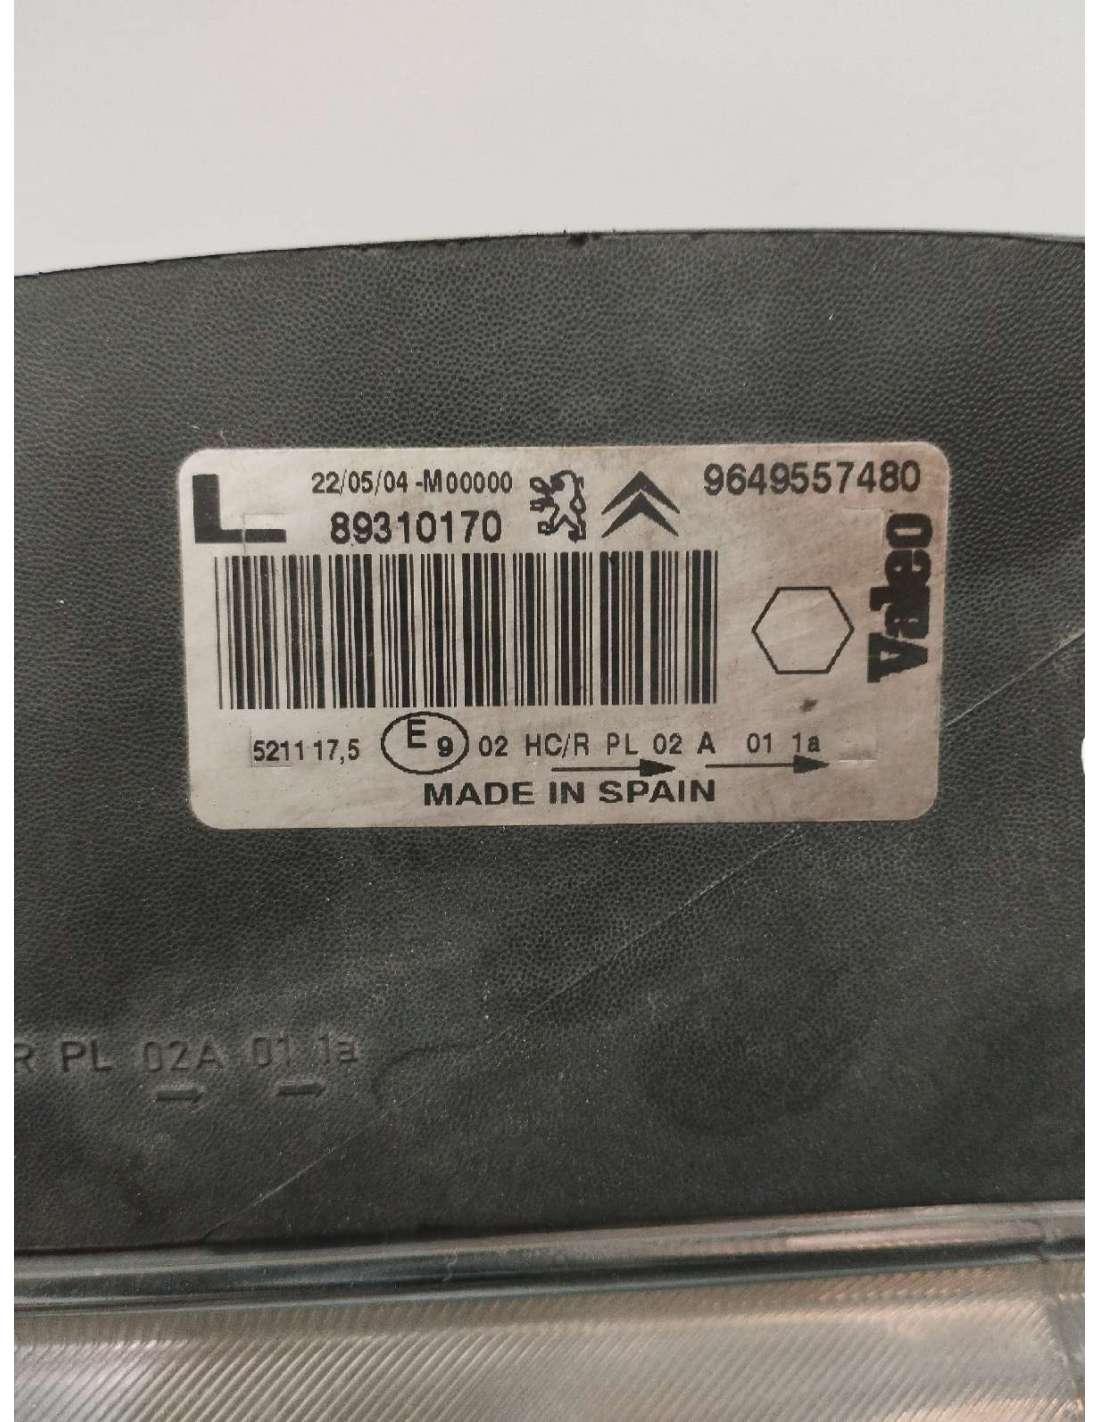 L 22/05/04 -M00000 9649557480
89310170
Valeo
5211 17,5 E9 02 HC/R PL 02 A 01 1a
MADE IN SPAIN
R PL 02A 01 1a